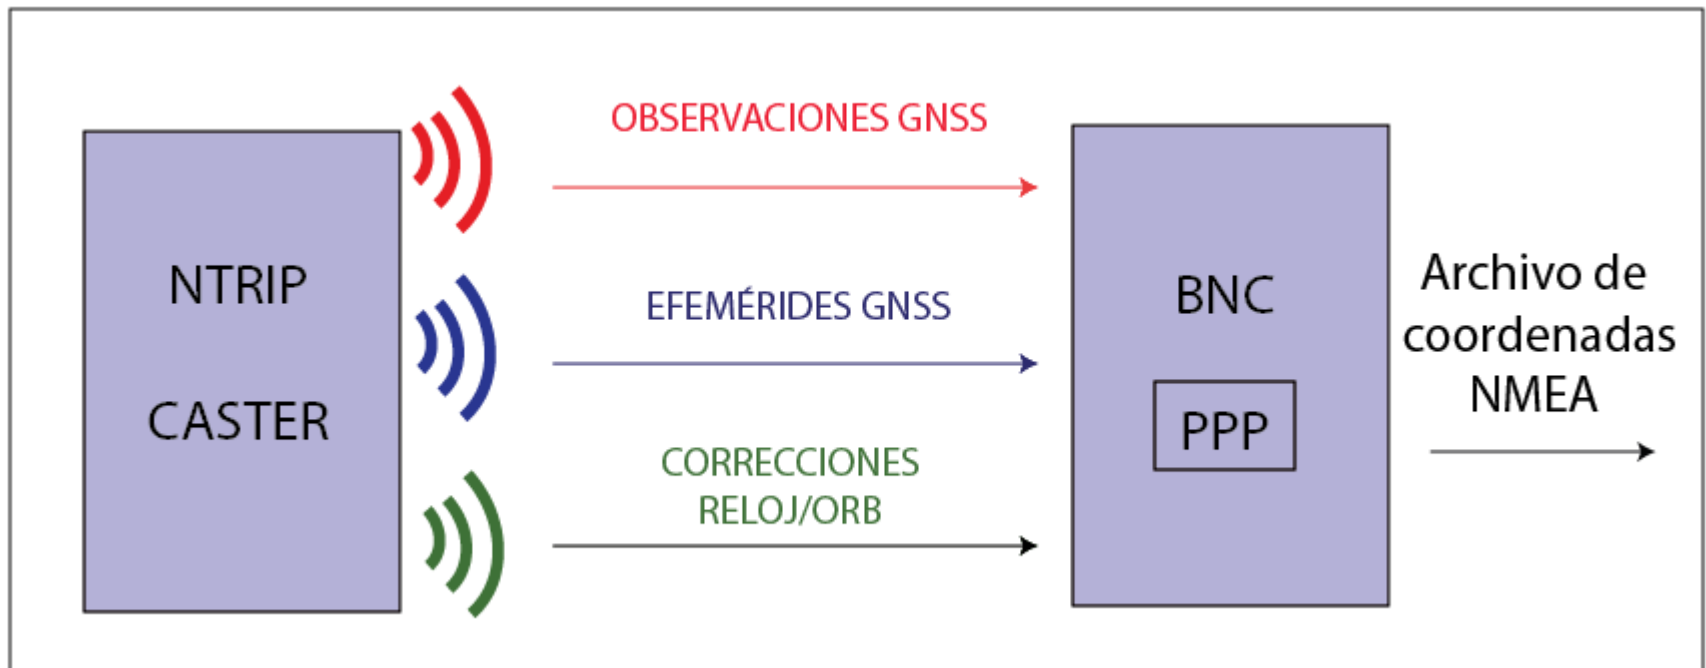 NTRIP
CASTER
OBSERVACIONES GNSS
EFEMÉRIDES GNSS
CORRECCIONES
RELOJ/ORB
BNC
PPP
Archivo de
coordenadas
NMEA